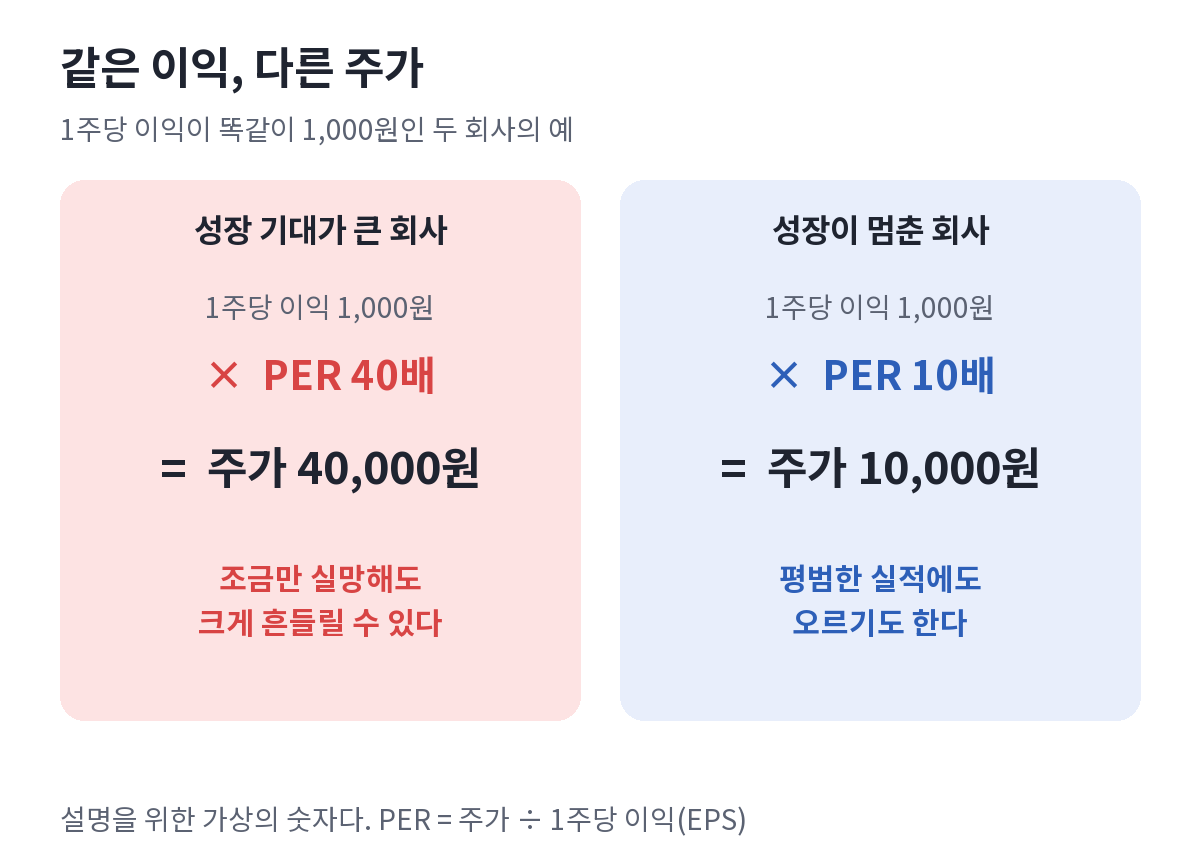 같은 이익, 다른 주가
1주당 이익이 똑같이 1,000원인 두 회사의 예
성장 기대가 큰 회사
1주당 이익 1,000원
× PER 40배
= 주가 40,000원
조금만 실망해도
크게 흔들릴 수 있다
성장이 멈춘 회사
1주당 이익 1,000원
× PER 10배
= 주가 10,000원
평범한 실적에도
오르기도 한다
설명을 위한 가상의 숫자다. PER = 주가 ÷ 1주당 이익(EPS)